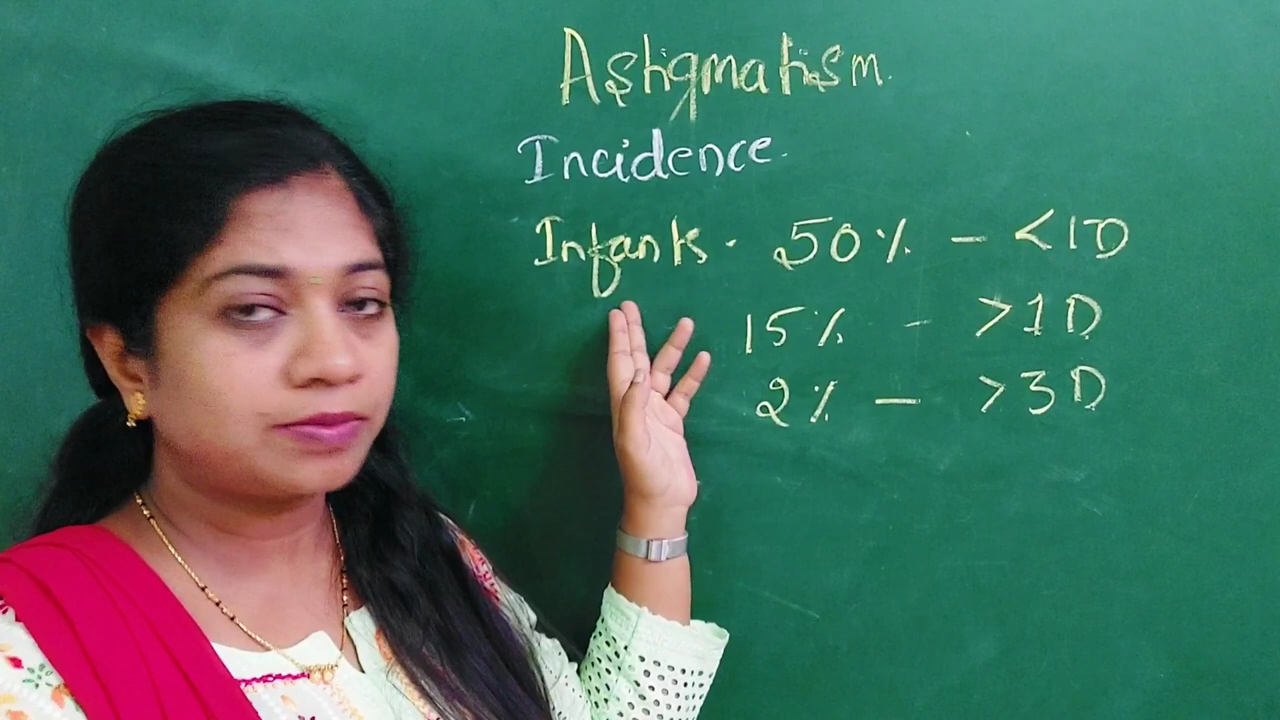 Astigmatism.
Incidence.
Infants. 50% - <1D
15% - >1D
2% - >3D